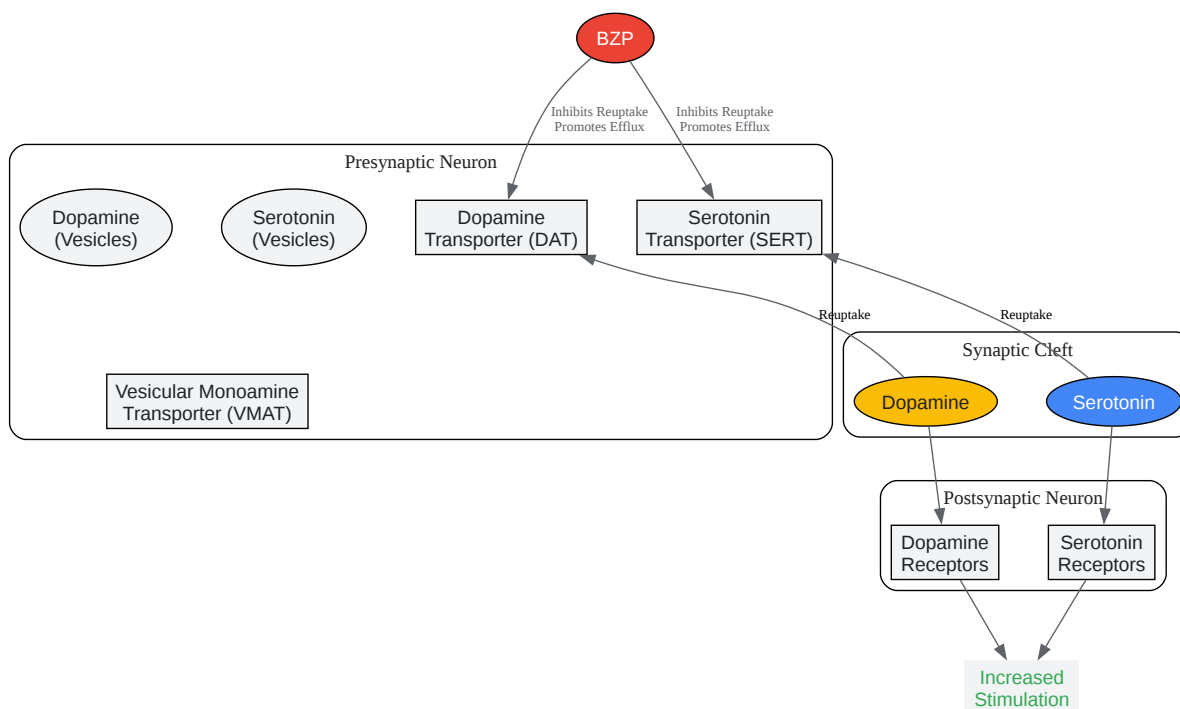 BZP
Inhibits Reuptake
Promotes Efflux
Inhibits Reuptake
Promotes Efflux
Presynaptic Neuron
Dopamine
(Vesicles)
Serotonin
(Vesicles)
Dopamine
Transporter (DAT)
Serotonin
Transporter (SERT)
Reuptake
Reuptake
Synaptic Cleft
Vesicular Monoamine
Transporter (VMAT)
Dopamine
Serotonin
Postsynaptic Neuron
Dopamine
Receptors
Serotonin
Receptors
Increased
Stimulation